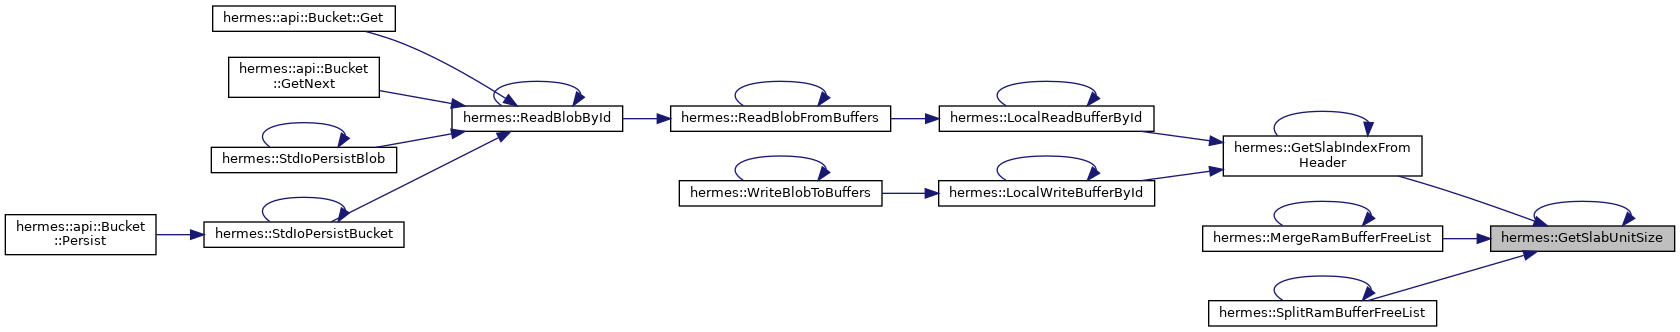 hermes::api::Bucket::Get
hermes::api::Bucket
::GetNext
hermes::StdIoPersistBlob
hermes::api::Bucket
::Persist
hermes::StdIoPersistBucket
hermes::ReadBlobById
hermes::ReadBlobFromBuffers
hermes::WriteBlobToBuffers
hermes::LocalReadBufferById
hermes::LocalWriteBufferById
hermes::GetSlabIndexFrom
Header
hermes::MergeRamBufferFreeList
hermes::SplitRamBufferFreeList
hermes::GetSlabUnitSize